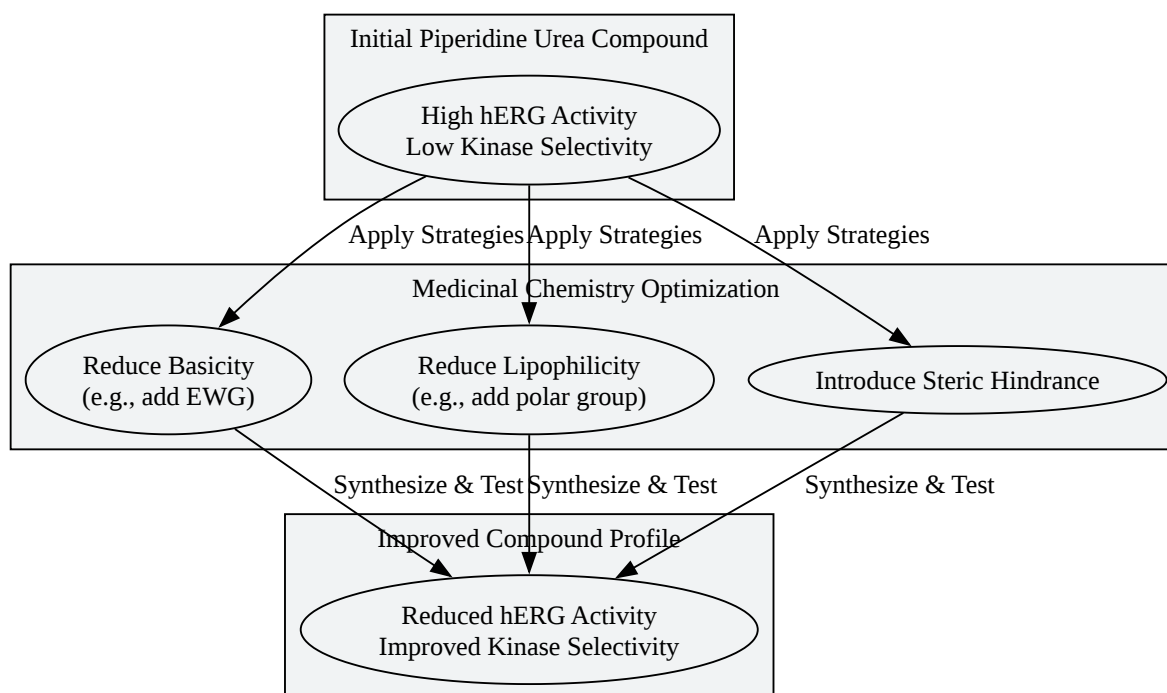 Initial Piperidine Urea Compound
High hERG Activity
Low Kinase Selectivity
Apply Strategies
Apply Strategies
Apply Strategies
Medicinal Chemistry Optimization
Reduce Basicity
(e.g., add EWG)
Reduce Lipophilicity
(e.g., add polar group)
Introduce Steric Hindrance
Synthesize & Test
Synthesize & Test
Synthesize & Test
Improved Compound Profile
Reduced hERG Activity
Improved Kinase Selectivity